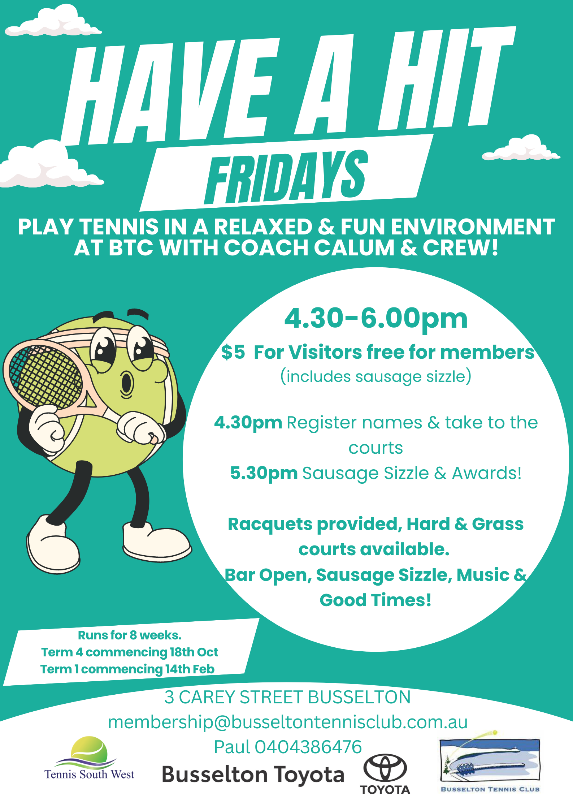 HAVE A HIT
FRIDAYS
PLAY TENNIS IN A RELAXED & FUN ENVIRONMENT
AT BTC WITH COACH CALUM & CREW!
4.30-6.00pm
$5 For Visitors free for members
(includes sausage sizzle)
4.30pm Register names & take to the
courts
5.30pm Sausage Sizzle & Awards!
Racquets provided, Hard & Grass
courts available.
Bar Open, Sausage Sizzle, Music &
Good Times!
Runs for 8 weeks.
Term 4 commencing 18th Oct
Term 1 commencing 14th Feb
3 CAREY STREET BUSSELTON
membership@busseltontennisclub.com.au
Paul 0404386476
Tennis South West
Busselton Toyota
TOYOTA
BUSSELTON TENNIS CLUB